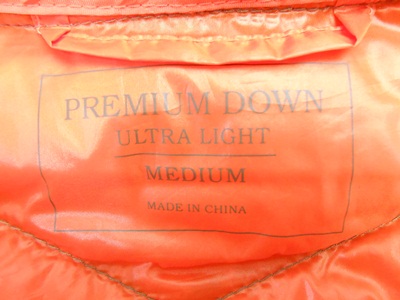 PREMIUM DOWN
ULTRA LIGHT
MEDIUM
MADE IN CHINA